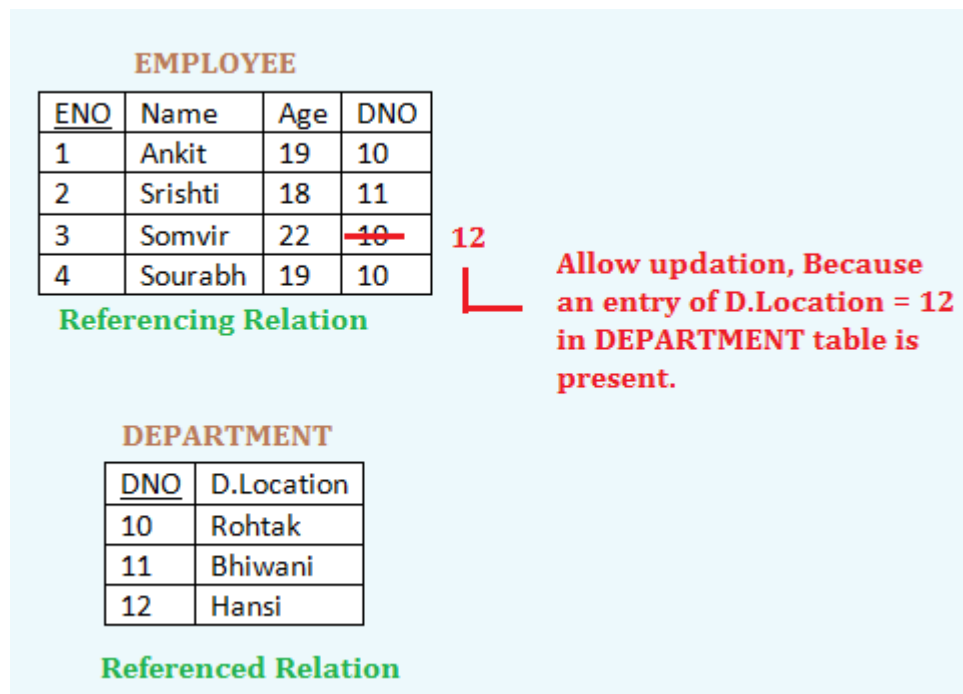 EMPLOYEE
ENO Name Age DNO
1 Ankit 19 10
2 Srishti 18 11
3 Somvir 22 10 12
4 Sourabh 19 10
Referencing Relation
Allow updation, Because
an entry of D.Location = 12
in DEPARTMENT table is
present.
DEPARTMENT
DNO D.Location
10 Rohtak
11 Bhiwani
12 Hansi
Referenced Relation